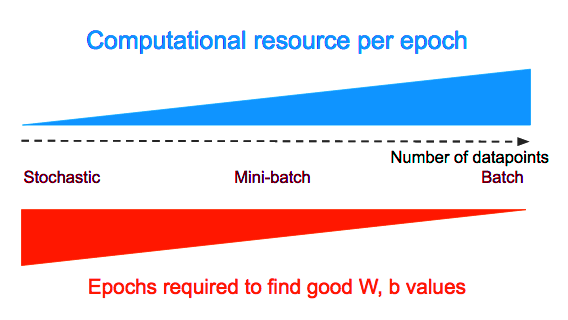 Computational resource per epoch
Number of datapoints
Stochastic Mini-batch Batch
Epochs required to find good W, b values